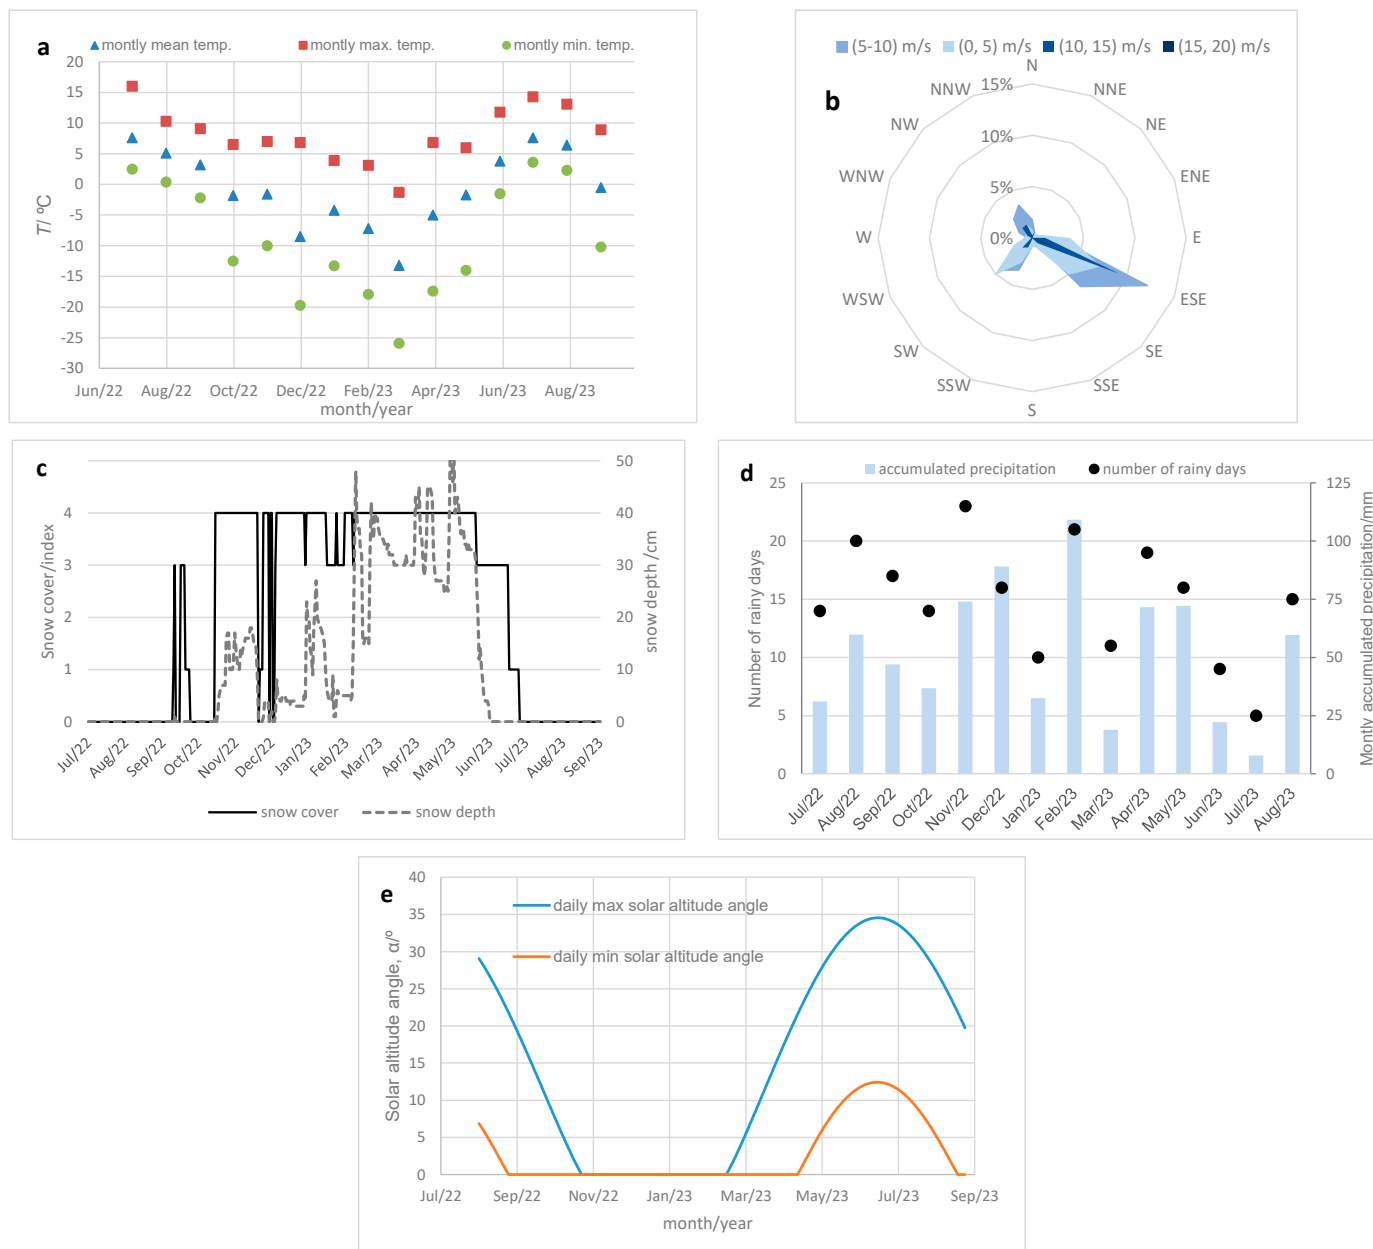 a
montly mean temp. montly max. temp. montly min. temp.
20
15
10
5
0
-5
-10
-15
-20
-25
-30
T/ ºC
Jun/22 Aug/22 Oct/22 Dec/22 Feb/23 Apr/23 Jun/23 Aug/23
month/year
b
(5-10) m/s (0, 5) m/s (10, 15) m/s (15, 20) m/s
N
NNE
NE
ENE
E
ESE
SE
SSE
S
SSW
SW
WSW
W
WNW
NW
NNW
15%
10%
5%
0%
c
Snow cover/index
4
3
2
1
0
50
40
30
20
10
0
snow depth /cm
Jul/22 Aug/22 Sep/22 Oct/22 Nov/22 Dec/22 Jan/23 Feb/23 Mar/23 Apr/23 May/23 Jun/23 Jul/23 Aug/23 Sep/23
snow cover snow depth
d
accumulated precipitation number of rainy days
Number of rainy days
25
20
15
10
5
0
125
100
75
50
25
0
Montly accumulated precipitation/mm
Jul/22 Aug/22 Sep/22 Oct/22 Nov/22 Dec/22 Jan/23 Feb/23 Mar/23 Apr/23 May/23 Jun/23 Jul/23 Aug/23
e
daily max solar altitude angle
daily min solar altitude angle
Solar altitude angle, α/º
40
35
30
25
20
15
10
5
0
Jul/22 Sep/22 Nov/22 Jan/23 Mar/23 May/23 Jul/23 Sep/23
month/year